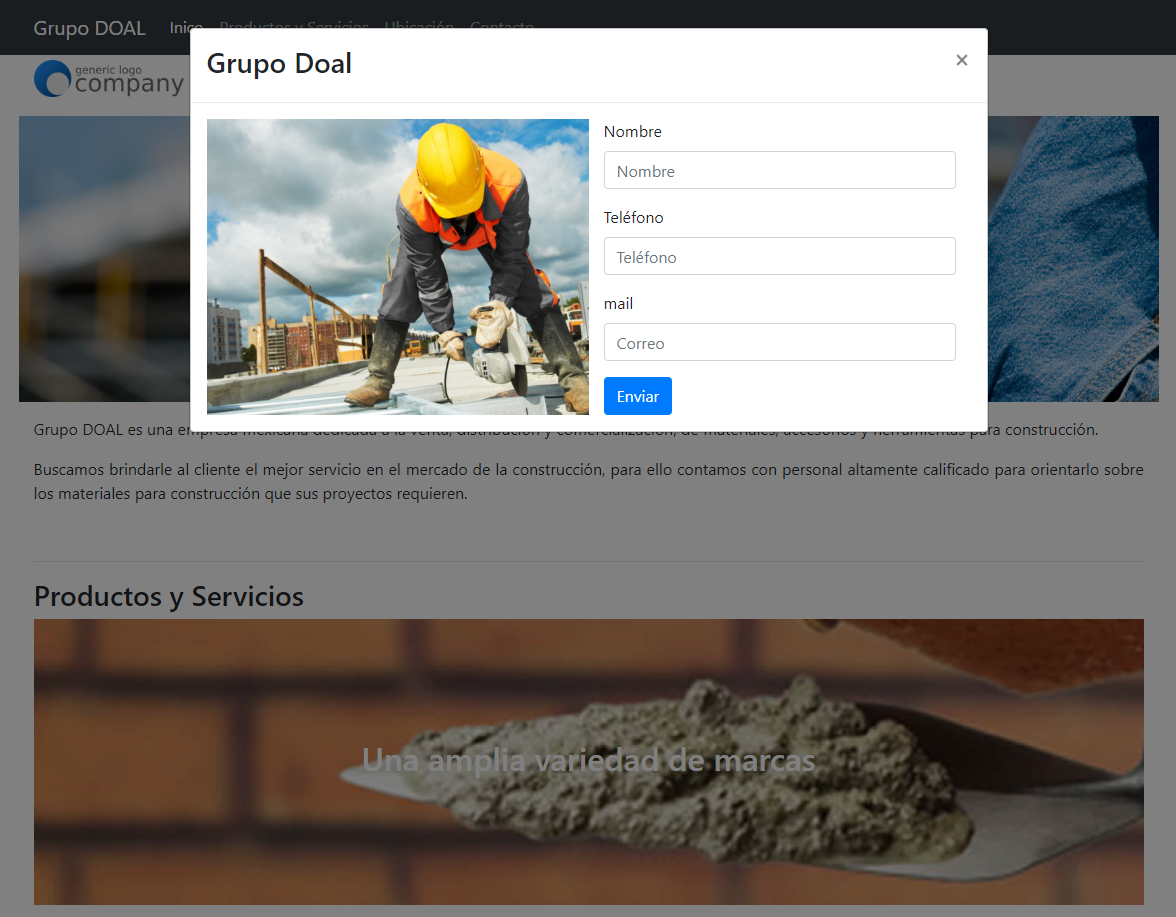 Grupo DOAL Inico Productos y Servicios Ubicación Contacto
generic logo
company
Grupo Doal ×
Nombre
Nombre
Teléfono
Teléfono
mail
Correo
Enviar
Grupo DOAL es una empresa mexicana dedicada a la venta, distribución y comercialización, de materiales, accesorios y herramientas para construcción.
Buscamos brindarle al cliente el mejor servicio en el mercado de la construcción, para ello contamos con personal altamente calificado para orientarlo sobre
los materiales para construcción que sus proyectos requieren.
Productos y Servicios
Una amplia variedad de marcas